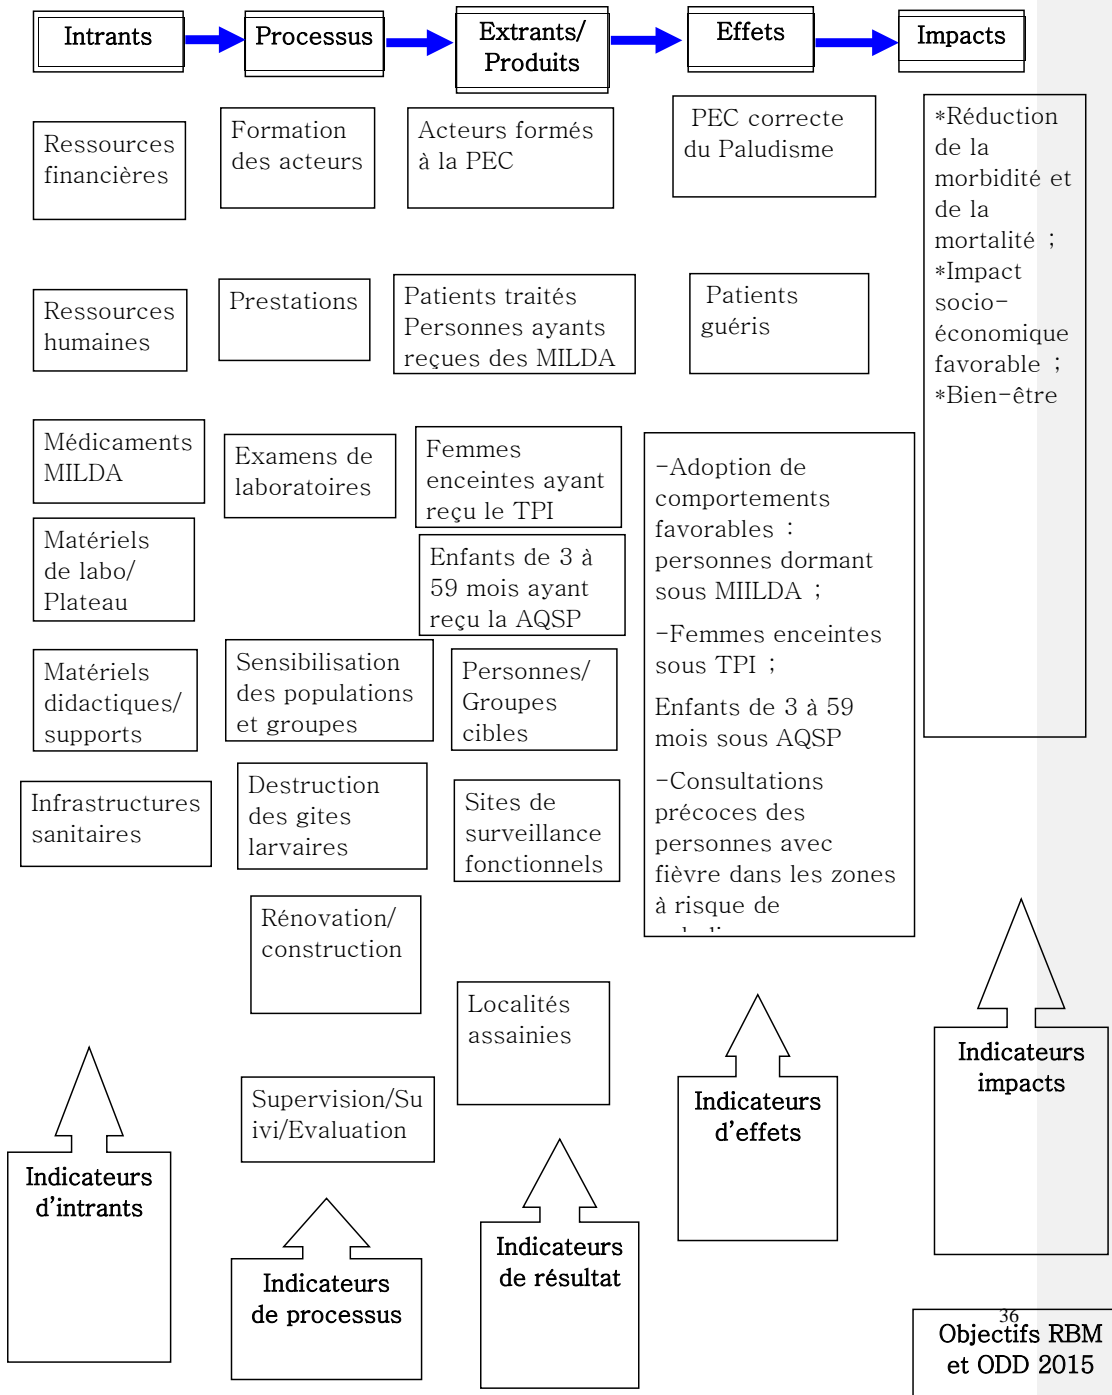 Intrants
Processus
Extrants/
Produits
Effets
Impacts
Ressources
financières
Formation
des acteurs
Acteurs formés
à la PEC
PEC correcte
du Paludisme
*Réduction
de la
morbidité et
de la
mortalité ;
*Impact
socio-
économique
favorable ;
*Bien-être
Ressources
humaines
Prestations
Patients traités
Personnes ayants
reçues des MILDA
Patients
guéris
Médicaments
MILDA
Examens de
laboratoires
Femmes
enceintes ayant
reçu le TPI
-Adoption de
comportements
favorables :
personnes dormant
sous MIILDA ;
-Femmes enceintes
sous TPI ;
Enfants de 3 à 59
mois sous AQSP
-Consultations
précoces des
personnes avec
fièvre dans les zones
à risque de
Matériels
de labo/
Plateau
Enfants de 3 à
59 mois ayant
reçu la AQSP
Matériels
didactiques/
supports
Sensibilisation
des populations
et groupes
Personnes/
Groupes
cibles
Infrastructures
sanitaires
Destruction
des gites
larvaires
Sites de
surveillance
fonctionnels
Rénovation/
construction
Localités
assainies
Supervision/Su
ivi/Evaluation
Indicateurs
d'intrants
Indicateurs
de processus
Indicateurs
de résultat
Indicateurs
d'effets
Indicateurs
impacts
36
Objectifs RBM
et ODD 2015